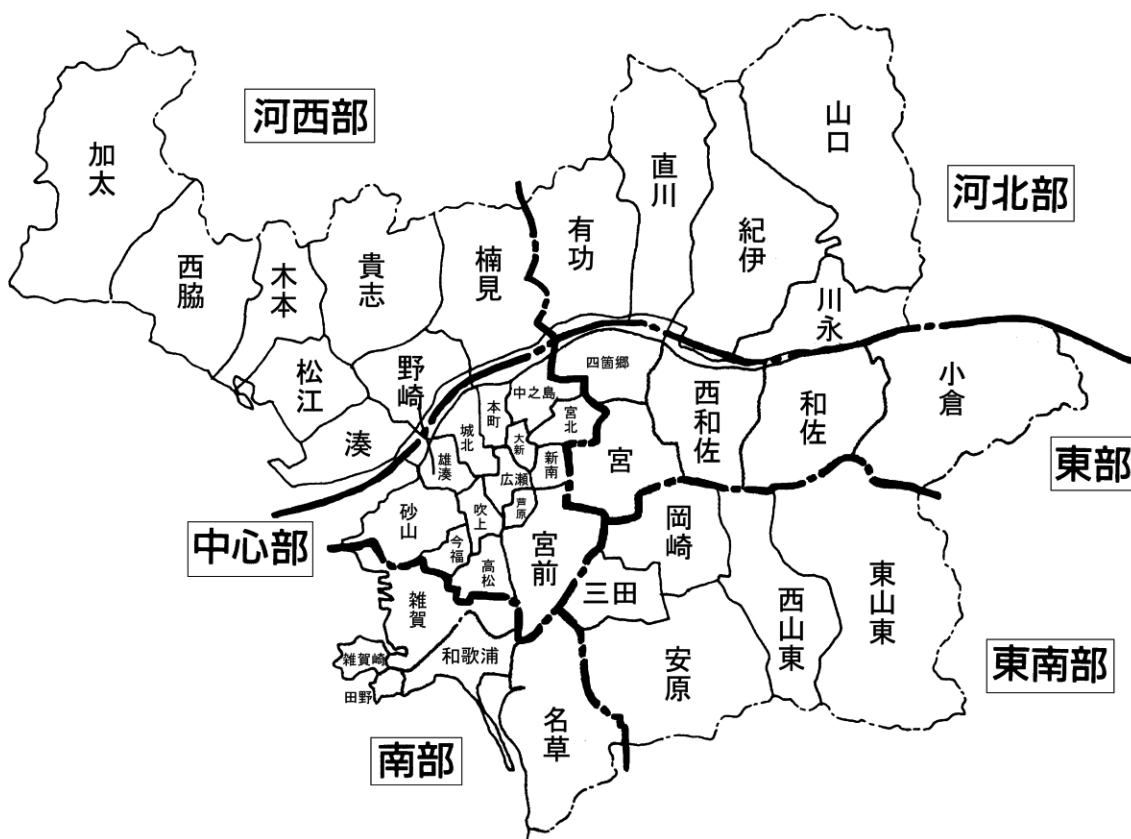 河西部
加太
西脇
木本
貴志
楠見
松江
野崎
湊
河北部
有功
直川
紀伊
山口
川永
東部
四箇郷
宮
西和佐
和佐
小倉
中心部
本町
中之島
宮北
城北
大新
雄湊
広瀬
新南
芦原
吹上
砂山
今福
高松
宮前
東南部
岡崎
三田
安原
西山東
東山東
南部
雑賀
雑賀崎
田野
和歌浦
名草